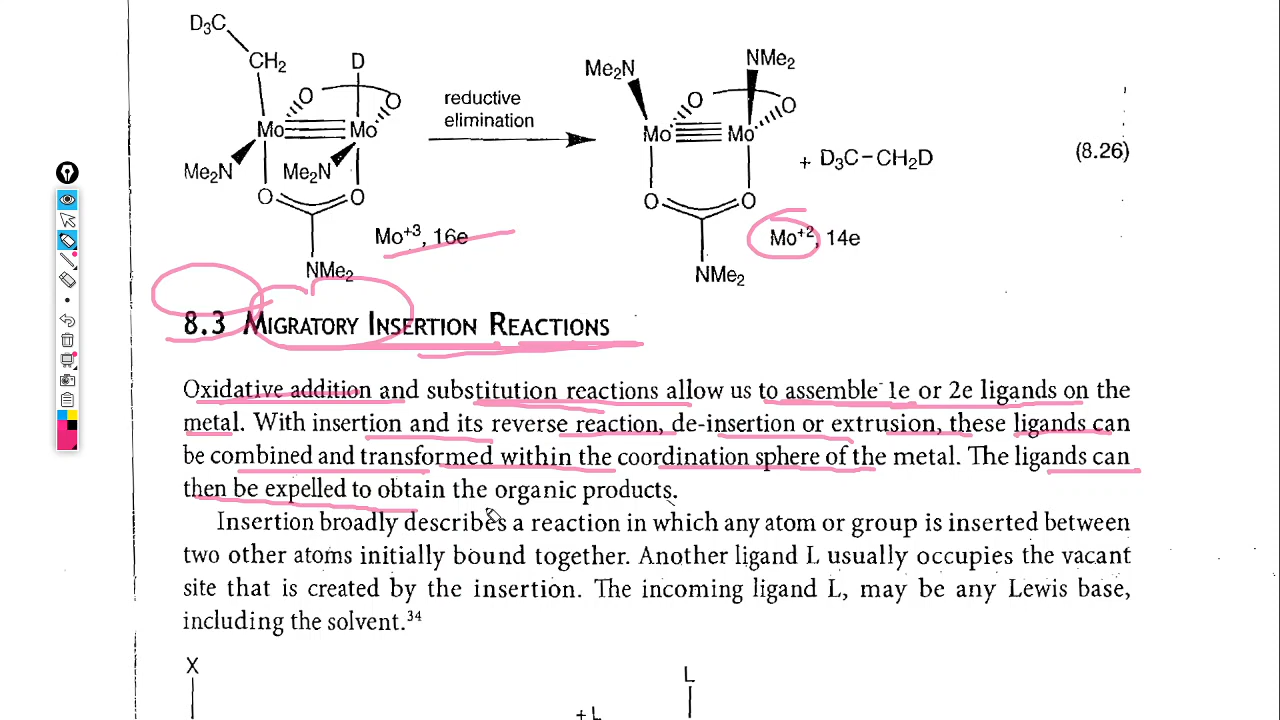 D₃C
CH₂ D
O O
Mo Mo
Me₂N Me₂N
O O
NMe₂
Mo⁺³, 16e
reductive
elimination
Me₂N NMe₂
O O
Mo Mo
O O
NMe₂
+ D₃C–CH₂D
Mo⁺², 14e
(8.26)
8.3 MIGRATORY INSERTION REACTIONS
Oxidative addition and substitution reactions allow us to assemble 1e or 2e ligands on the
metal. With insertion and its reverse reaction, de-insertion or extrusion, these ligands can
be combined and transformed within the coordination sphere of the metal. The ligands can
then be expelled to obtain the organic products.
Insertion broadly describes a reaction in which any atom or group is inserted between
two other atoms initially bound together. Another ligand L usually occupies the vacant
site that is created by the insertion. The incoming ligand L, may be any Lewis base,
including the solvent.³⁴
X
+ L
L